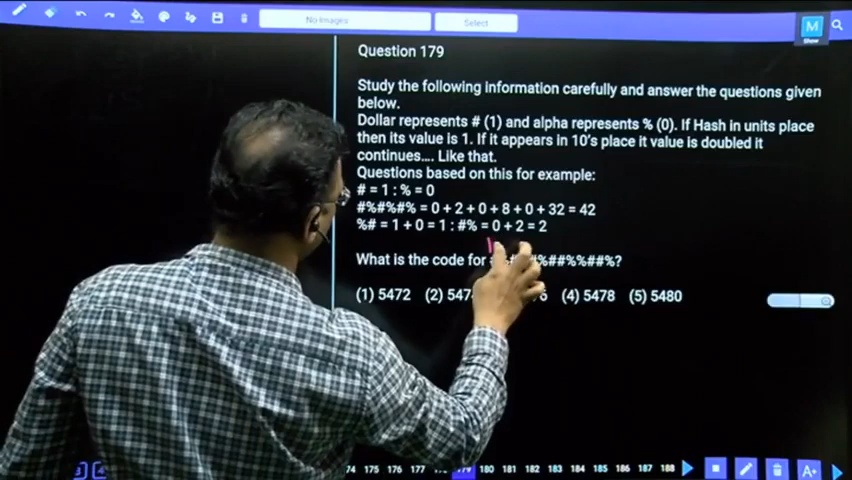 No Images
Select
M
Show
Question 179
Study the following information carefully and answer the questions given
below.
Dollar represents # (1) and alpha represents % (0). If Hash in units place
then its value is 1. If it appears in 10's place it value is doubled it
continues.... Like that.
Questions based on this for example:
# = 1 : % = 0
#%#%#% = 0 + 2 + 0 + 8 + 0 + 32 = 42
%# = 1 + 0 = 1 : #% = 0 + 2 = 2
What is the code for %##%%##%?
(1) 5472 (2) (4) 5478 (5) 5480
174 175 176 177 179 180 181 182 183 184 185 186 187 188
A+